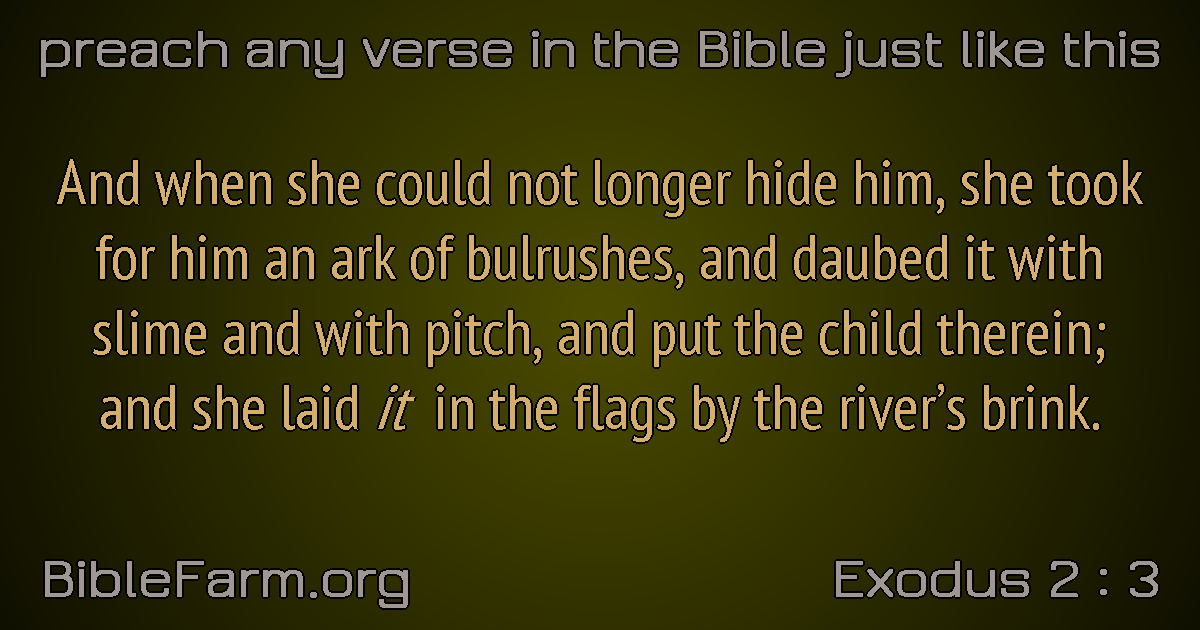 preach any verse in the Bible just like this
And when she could not longer hide him, she took
for him an ark of bulrushes, and daubed it with
slime and with pitch, and put the child therein;
and she laid it in the flags by the river’s brink.
BibleFarm.org
Exodus 2 : 3